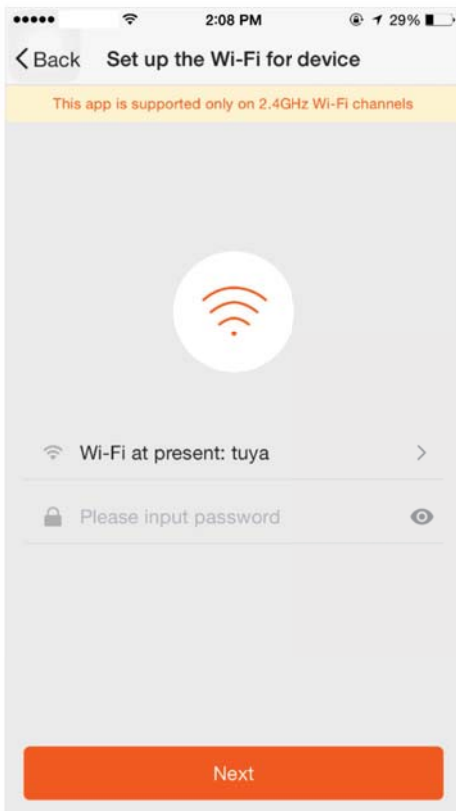 2:08 PM
29%
Back
Set up the Wi-Fi for device
This app is supported only on 2.4GHz Wi-Fi channels
Wi-Fi at present: tuya
Please input password
Next